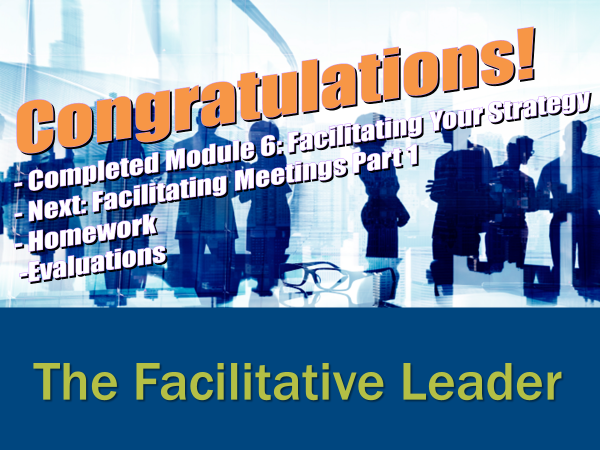 Congratulations!
- Completed Module 6: Facilitating Your Strategy
- Next: Facilitating Meetings Part 1
- Homework
-Evaluations
The Facilitative Leader